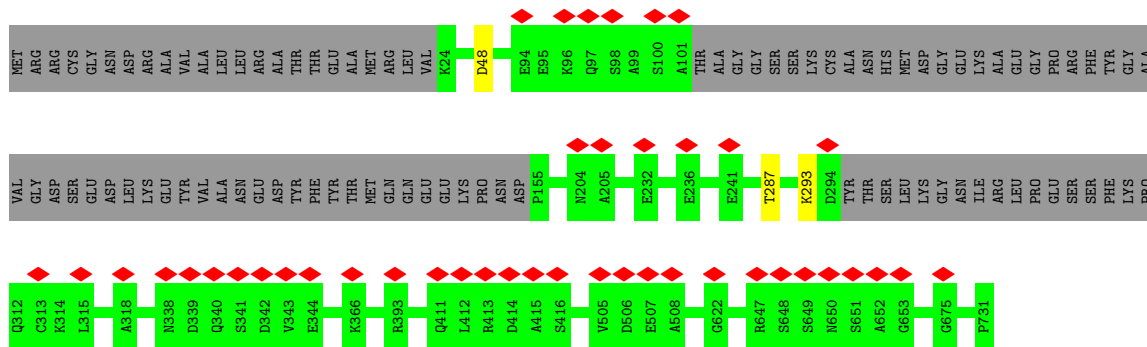 MET ARG ARG CYS GLY ASN ASP ARG ALA VAL ALA LEU LEU ARG ALA THR THR GLU ALA MET ARG LEU VAL K24 D48 E94 E95 K96 Q97 S98 A99 S100 A101 THR ALA GLY GLY SER SER LYS CYS ALA ASN HIS MET ASP GLY GLU LYS ALA GLU GLY PRO ARG PHE TYR GLY ALA
VAL GLY ASP SER GLU ASP LEU LYS GLU TYR VAL ALA ASN GLU ASP TYR PHE TYR THR MET GLN GLN GLU GLU LYS PRO ASN ASP P155 N204 A205 E232 E236 E241 T287 K293 D294 TYR THR SER LEU LYS GLY ASN ILE ARG LEU PRO GLU SER SER PHE LYS PRO
Q312 C313 K314 L315 A318 N338 D339 Q340 S341 D342 V343 E344 K366 R393 Q411 L412 R413 D414 A415 S416 V505 D506 E507 A508 G622 R647 S648 S649 N650 S651 A652 G653 G675 P731